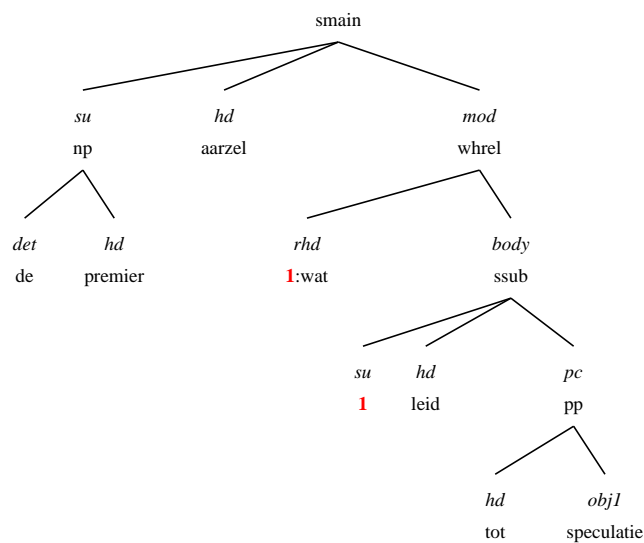 smain
su hd mod
np aarzel whrel
det hd rhd body
de premier 1:wat ssub
su hd pc
1 leid pp
hd obj1
tot speculatie